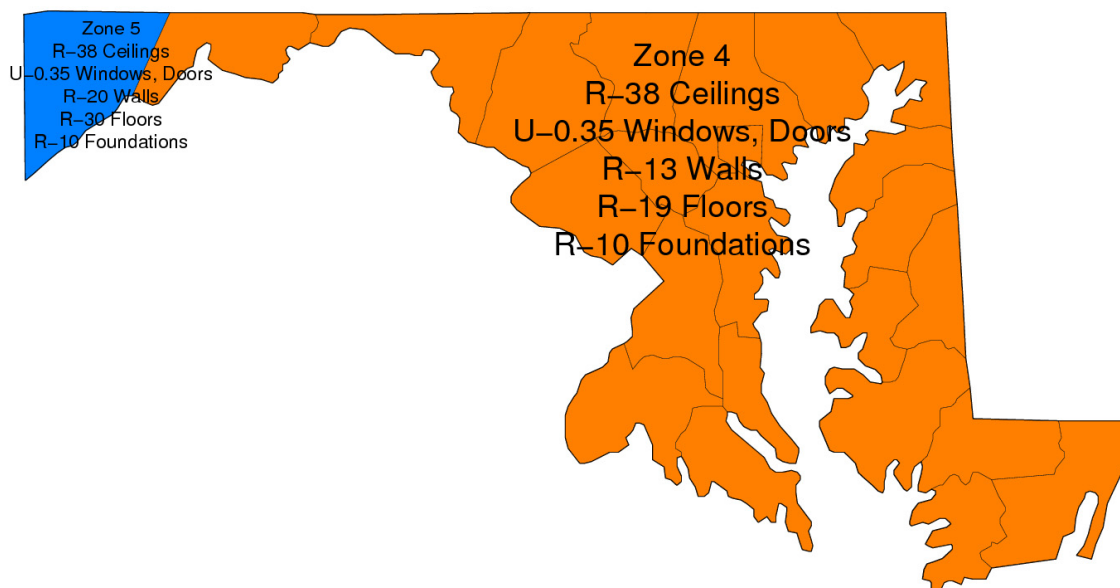 Zone 5
R−38 Ceilings
U−0.35 Windows, Doors
R−20 Walls
R−30 Floors
R−10 Foundations
Zone 4
R−38 Ceilings
U−0.35 Windows, Doors
R−13 Walls
R−19 Floors
R−10 Foundations